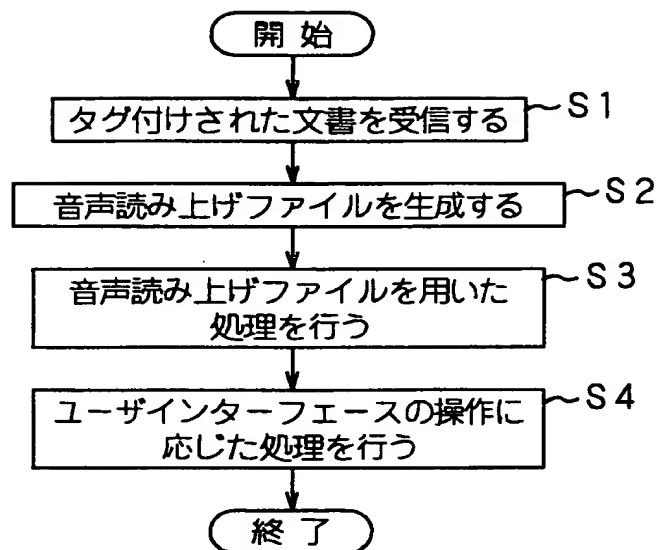 開始
タグ付けされた文書を受信する
S1
音声読み上げファイルを生成する
S2
音声読み上げファイルを用いた
処理を行う
S3
ユーザインターフェースの操作に
応じた処理を行う
S4
終了